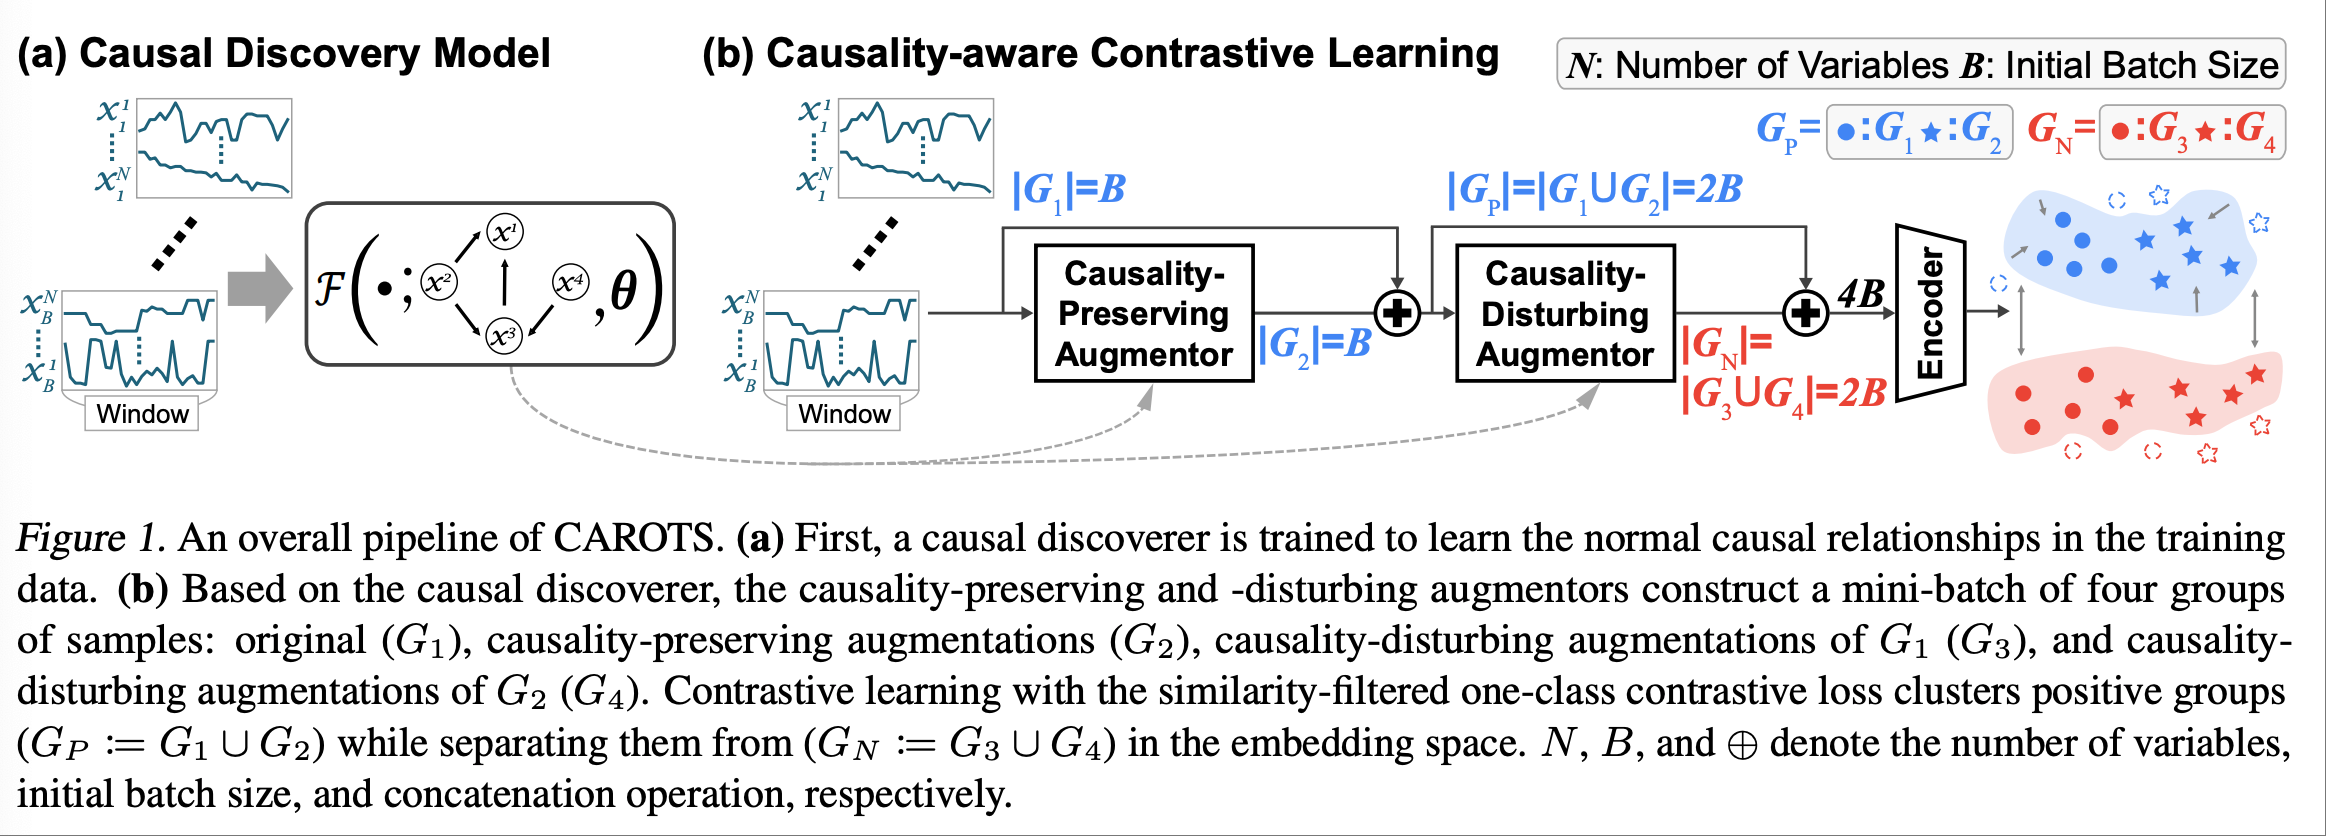 (a) Causal Discovery Model
(b) Causality-aware Contrastive Learning
N: Number of Variables B: Initial Batch Size
G_P= ●:G_1 ★:G_2 G_N= ●:G_3 ★:G_4
x_1^1
x_1^N
x_B^N
x_B^1
Window
F(•; x^1 x^2 x^4 x^3 , θ)
x_1^1
x_1^N
x_B^N
x_B^1
Window
|G_1|=B
Causality-
Preserving
Augmentor
|G_2|=B
|G_P|=|G_1∪G_2|=2B
Causality-
Disturbing
Augmentor
|G_N|=
|G_3∪G_4|=2B
4B
Encoder
Figure 1. An overall pipeline of CAROTS. (a) First, a causal discoverer is trained to learn the normal causal relationships in the training
data. (b) Based on the causal discoverer, the causality-preserving and -disturbing augmentors construct a mini-batch of four groups
of samples: original (G_1), causality-preserving augmentations (G_2), causality-disturbing augmentations of G_1 (G_3), and causality-
disturbing augmentations of G_2 (G_4). Contrastive learning with the similarity-filtered one-class contrastive loss clusters positive groups
(G_P := G_1 ∪ G_2) while separating them from (G_N := G_3 ∪ G_4) in the embedding space. N, B, and ⊕ denote the number of variables,
initial batch size, and concatenation operation, respectively.